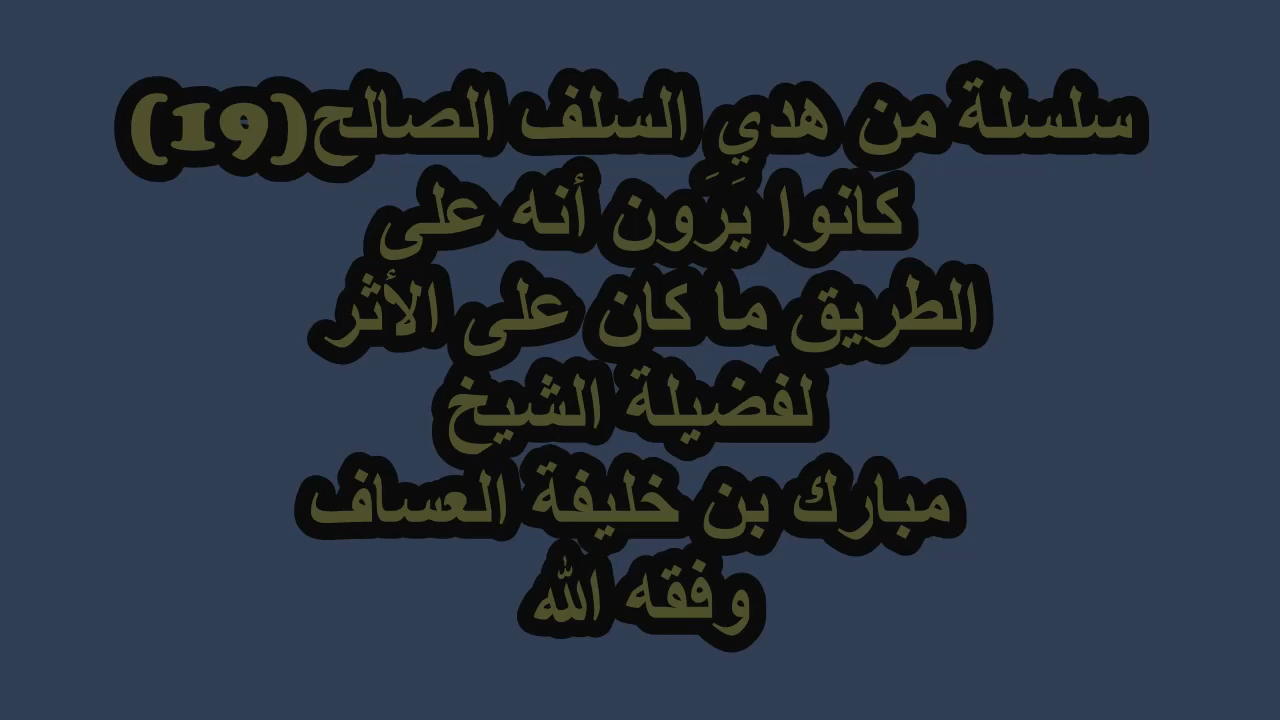 سلسلة من هديِ السلف الصالح(19)
كانوا يَرَون أنه على
الطريق ما كان على الأثر
لفضيلة الشيخ
مبارك بن خليفة العساف
وفقه الله